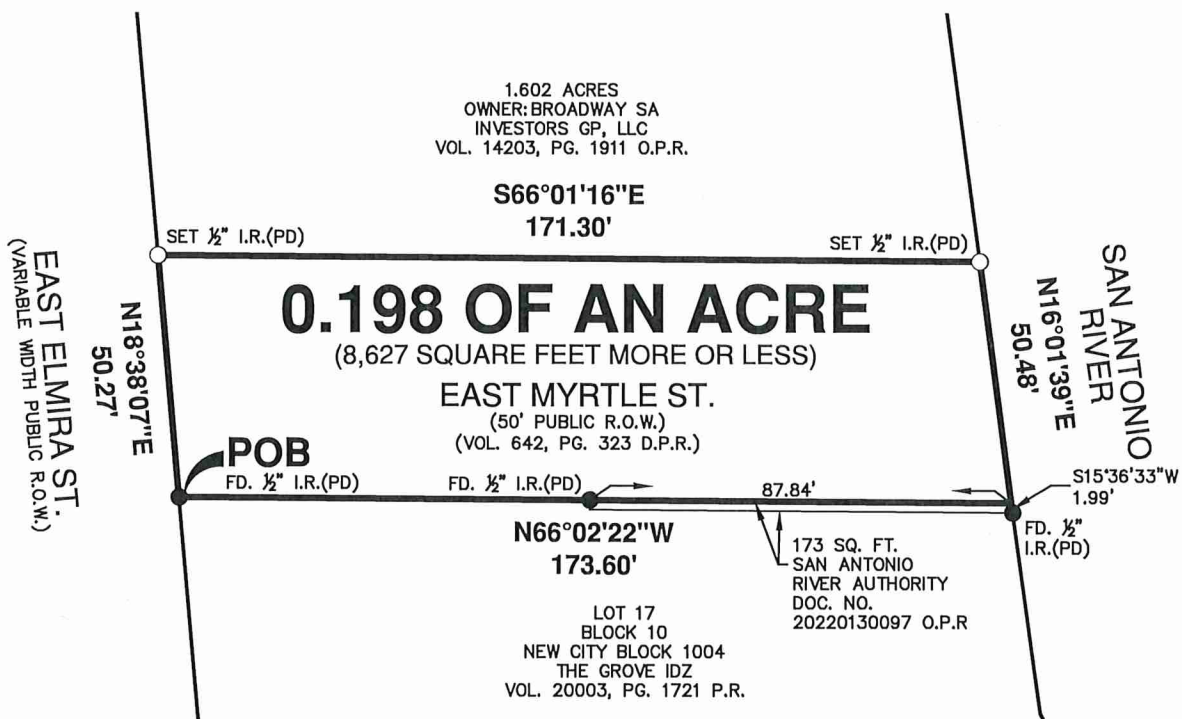 1.602 ACRES
OWNER: BROADWAY SA
INVESTORS GP, LLC
VOL. 14203, PG. 1911 O.P.R.
S66°01'16"E
171.30'
SET ½" I.R.(PD)
SET ½" I.R.(PD)
EAST ELMIRA ST.
(VARIABLE WIDTH PUBLIC R.O.W.)
N18°38'07"E
50.27'
0.198 OF AN ACRE
(8,627 SQUARE FEET MORE OR LESS)
EAST MYRTLE ST.
(50' PUBLIC R.O.W.)
(VOL. 642, PG. 323 D.P.R.)
SAN ANTONIO
RIVER
N16°01'39"E
50.48'
POB
FD. ½" I.R.(PD)
FD. ½" I.R.(PD)
87.84'
S15°36'33"W
1.99'
FD. ½"
I.R.(PD)
N66°02'22"W
173.60'
173 SQ. FT.
SAN ANTONIO
RIVER AUTHORITY
DOC. NO.
20220130097 O.P.R
LOT 17
BLOCK 10
NEW CITY BLOCK 1004
THE GROVE IDZ
VOL. 20003, PG. 1721 P.R.